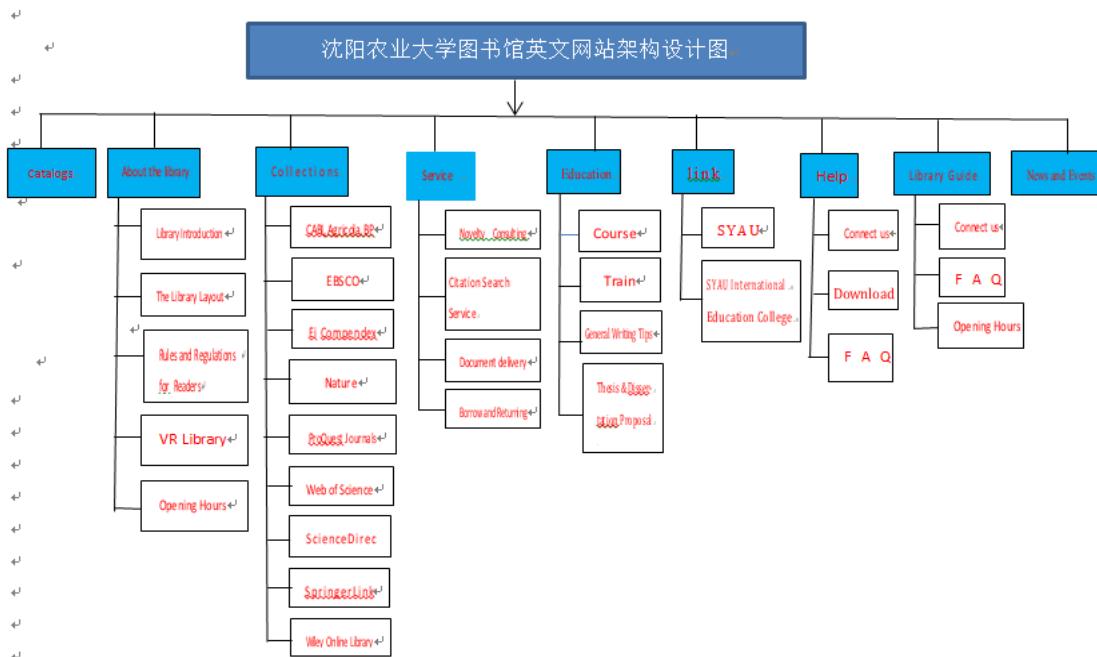 沈阳农业大学图书馆英文网站架构设计图
Catalogs
About the library
Collections
Service
Education
link
Help
Library Guide
News and Events
Library Introduction
The Library Layout
Rules and Regulations
for Readers
VR Library
Opening Hours
CABI, Agricola, BP
EBSCO
Ei Compendex
Nature
ProQuest Journals
Web of Science
ScienceDirec
SpringerLink
Wiley Online Library
Novelty Consulting
Citation Search
Service
Document delivery
Borrow and Returning
Course
Train
General Writing Tips
Thesis & Disser-
tation Proposal
SYAU
SYAU International
Education College
Connect us
Download
F A Q
Connect us
F A Q
Opening Hours